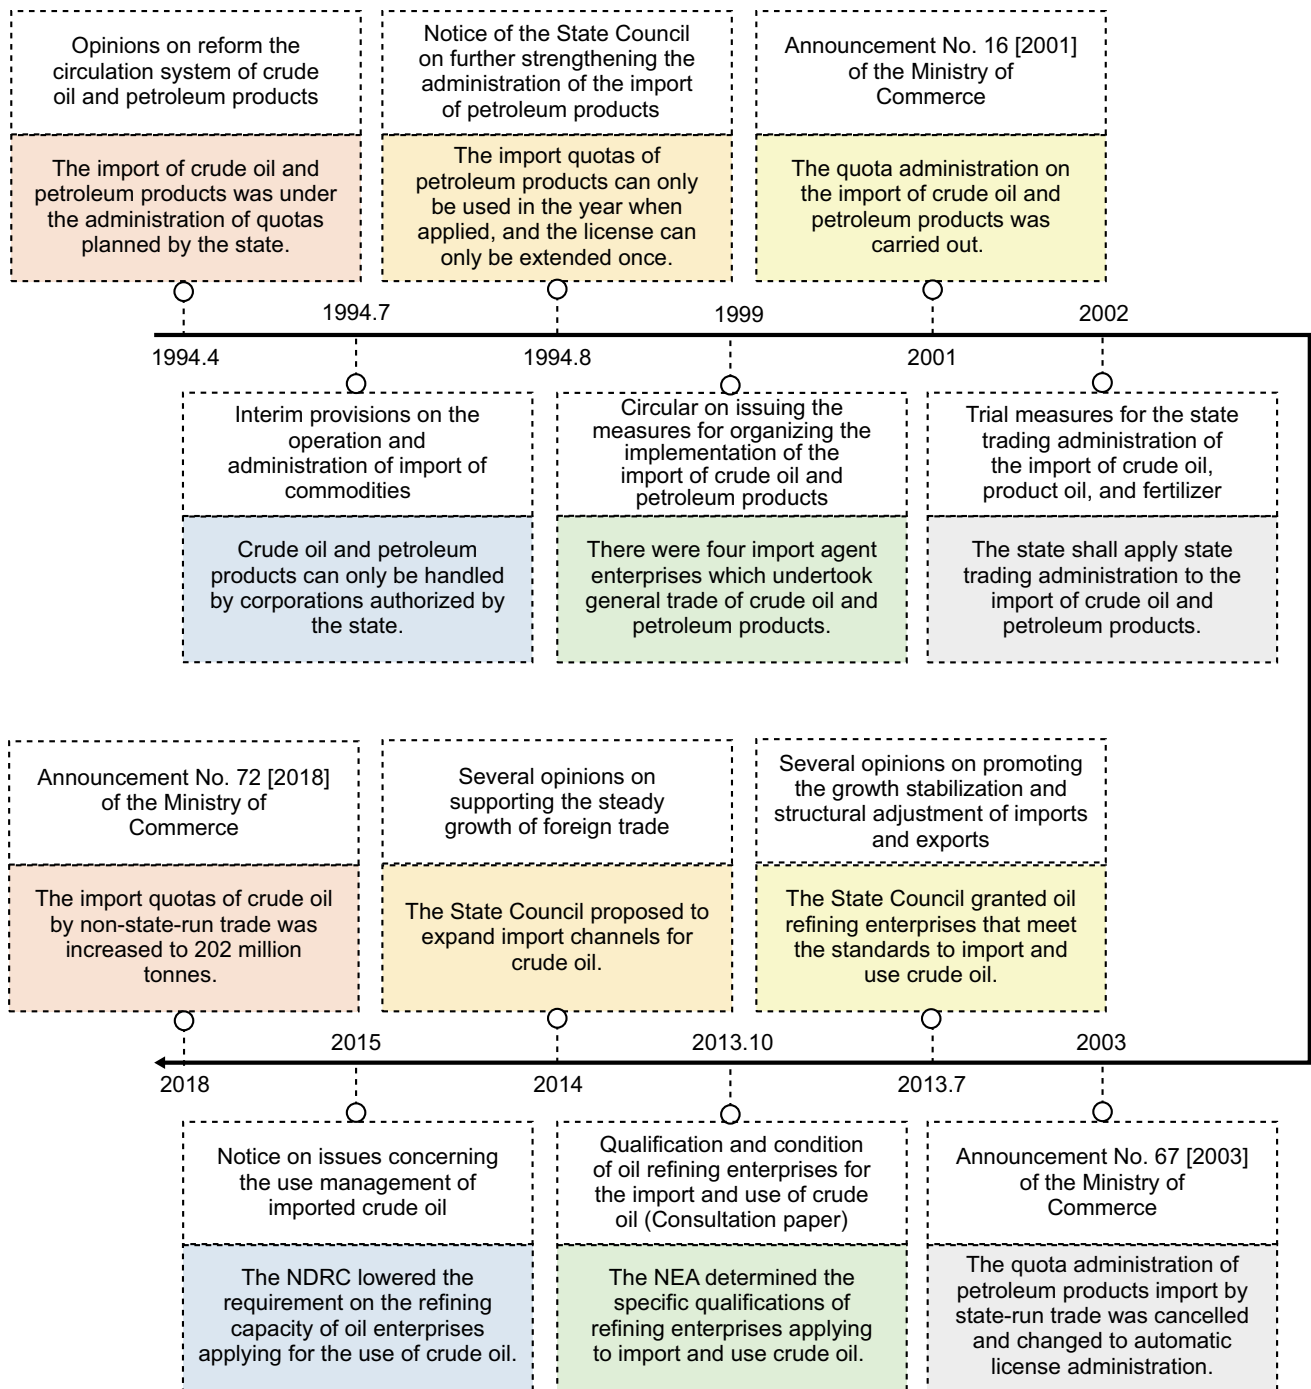 Opinions on reform the
circulation system of crude
oil and petroleum products
The import of crude oil and
petroleum products was under
the administration of quotas
planned by the state.
Notice of the State Council
on further strengthening the
administration of the import
of petroleum products
The import quotas of
petroleum products can only
be used in the year when
applied, and the license can
only be extended once.
Announcement No. 16 [2001]
of the Ministry of
Commerce
The quota administration on
the import of crude oil and
petroleum products was
carried out.
1994.7
1999
2002
1994.4
1994.8
2001
Interim provisions on the
operation and
administration of import of
commodities
Crude oil and petroleum
products can only be handled
by corporations authorized by
the state.
Circular on issuing the
measures for organizing the
implementation of the
import of crude oil and
petroleum products
There were four import agent
enterprises which undertook
general trade of crude oil and
petroleum products.
Trial measures for the state
trading administration of
the import of crude oil,
product oil, and fertilizer
The state shall apply state
trading administration to the
import of crude oil and
petroleum products.
Announcement No. 72 [2018]
of the Ministry of
Commerce
The import quotas of crude oil
by non-state-run trade was
increased to 202 million
tonnes.
Several opinions on
supporting the steady
growth of foreign trade
The State Council proposed to
expand import channels for
crude oil.
Several opinions on promoting
the growth stabilization and
structural adjustment of imports
and exports
The State Council granted oil
refining enterprises that meet
the standards to import and
use crude oil.
2015
2013.10
2003
2018
2014
2013.7
Notice on issues concerning
the use management of
imported crude oil
The NDRC lowered the
requirement on the refining
capacity of oil enterprises
applying for the use of crude oil.
Qualification and condition
of oil refining enterprises for
the import and use of crude
oil (Consultation paper)
The NEA determined the
specific qualifications of
refining enterprises applying
to import and use crude oil.
Announcement No. 67 [2003]
of the Ministry of
Commerce
The quota administration of
petroleum products import by
state-run trade was cancelled
and changed to automatic
license administration.